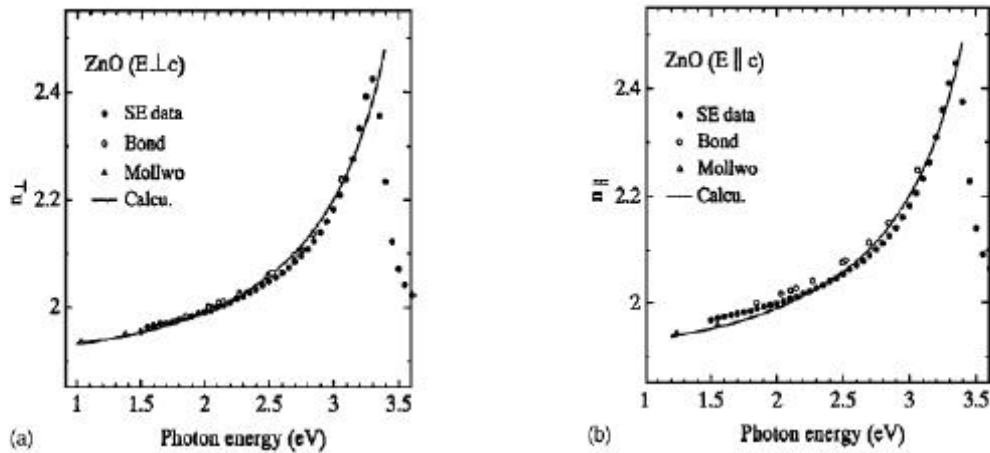 ZnO (E⊥c)
• SE data
○ Bond
▵ Mollwo
— Calcu.
n⊥
2.4
2.2
2
1 1.5 2 2.5 3 3.5
Photon energy (eV)
(a)
ZnO (E ∥ c)
• SE data
○ Bond
▵ Mollwo
— Calcu.
n∥
2.4
2.2
2
1 1.5 2 2.5 3 3.5
Photon energy (eV)
(b)